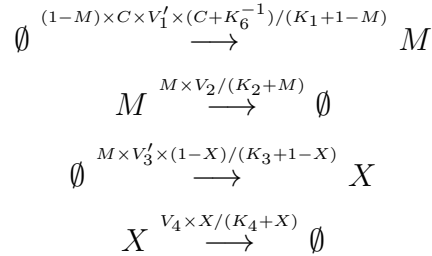 ∅ (1−M)×C×V₁′×(C+K₆⁻¹)/(K₁+1−M) ⟶ M
M M×V₂/(K₂+M) ⟶ ∅
∅ M×V₃′×(1−X)/(K₃+1−X) ⟶ X
X V₄×X/(K₄+X) ⟶ ∅